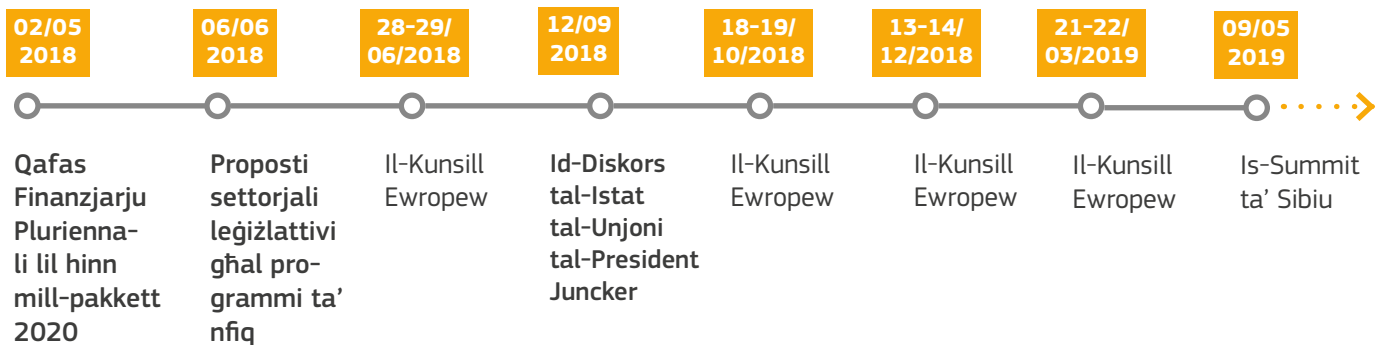 02/05
2018
06/06
2018
28-29/
06/2018
12/09
2018
18-19/
10/2018
13-14/
12/2018
21-22/
03/2019
09/05
2019
Qafas
Finanzjarju
Plurienna-
li lil hinn
mill-pakkett
2020
Proposti
settorjali
leġiżlattivi
għal pro-
grammi ta’
nfiq
Il-Kunsill
Ewropew
Id-Diskors
tal-Istat
tal-Unjoni
tal-President
Juncker
Il-Kunsill
Ewropew
Il-Kunsill
Ewropew
Il-Kunsill
Ewropew
Is-Summit
ta’ Sibiu